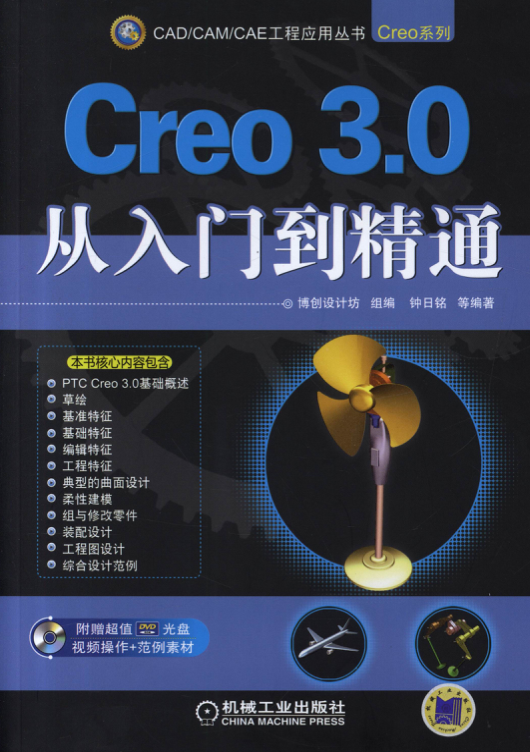 CAD/CAM/CAE工程应用丛书 Creo系列
Creo 3.0
从入门到精通
博创设计坊 组编 钟日铭 等编著
本书核心内容包含
PTC Creo 3.0基础概述
草绘
基准特征
基础特征
编辑特征
工程特征
典型的曲面设计
柔性建模
组与修改零件
装配设计
工程图设计
综合设计范例
附赠超值 DVD 光盘
视频操作+范例素材
机械工业出版社
CHINA MACHINE PRESS